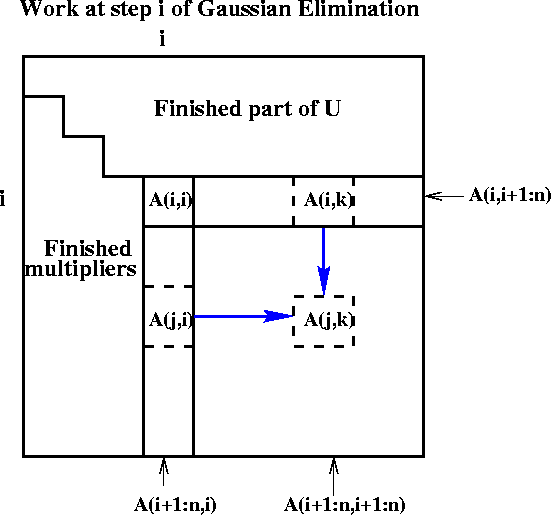 Work at step i of Gaussian Elimination
i
Finished part of U
i
A(i,i)
A(i,k)
A(i,i+1:n)
Finished
multipliers
A(j,i)
A(j,k)
A(i+1:n,i)
A(i+1:n,i+1:n)